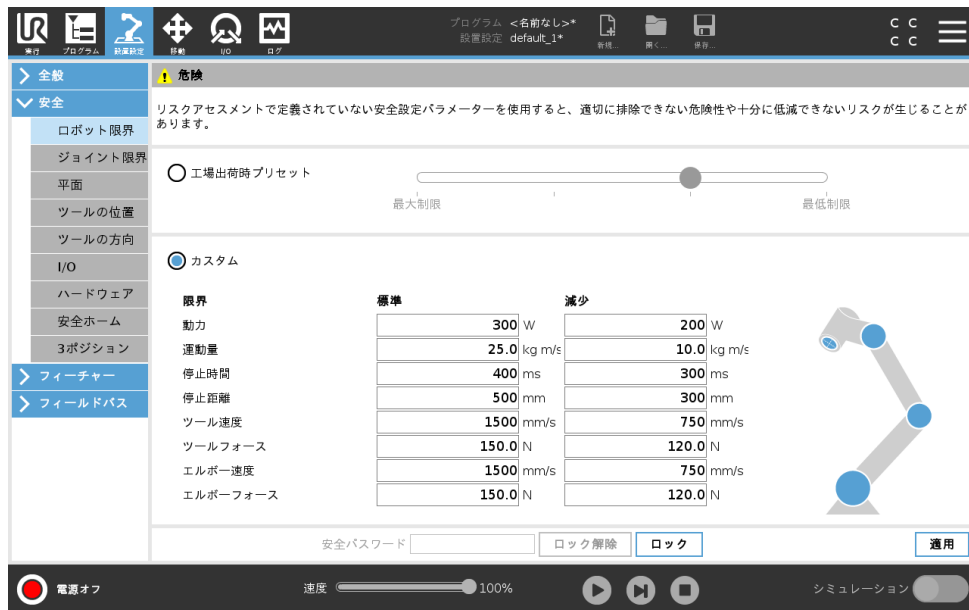 UR
実行
プログラム
設置設定
移動
I/O
ログ
プログラム <名前なし>*
設置設定 default_1*
新規...
開く...
保存...
C C
C C
全般
安全
ロボット限界
ジョイント限界
平面
ツールの位置
ツールの方向
I/O
ハードウェア
安全ホーム
3ポジション
フィーチャー
フィールドバス
危険
リスクアセスメントで定義されていない安全設定パラメーターを使用すると、適切に排除できない危険性や十分に低減できないリスクが生じることが
あります。
工場出荷時プリセット
最大制限 最低制限
カスタム
限界 標準 減少
動力 300 W 200 W
運動量 25.0 kg m/s 10.0 kg m/s
停止時間 400 ms 300 ms
停止距離 500 mm 300 mm
ツール速度 1500 mm/s 750 mm/s
ツールフォース 150.0 N 120.0 N
エルボー速度 1500 mm/s 750 mm/s
エルボーフォース 150.0 N 120.0 N
安全パスワード ロック解除 ロック 適用
電源オフ 速度 100% シミュレーション